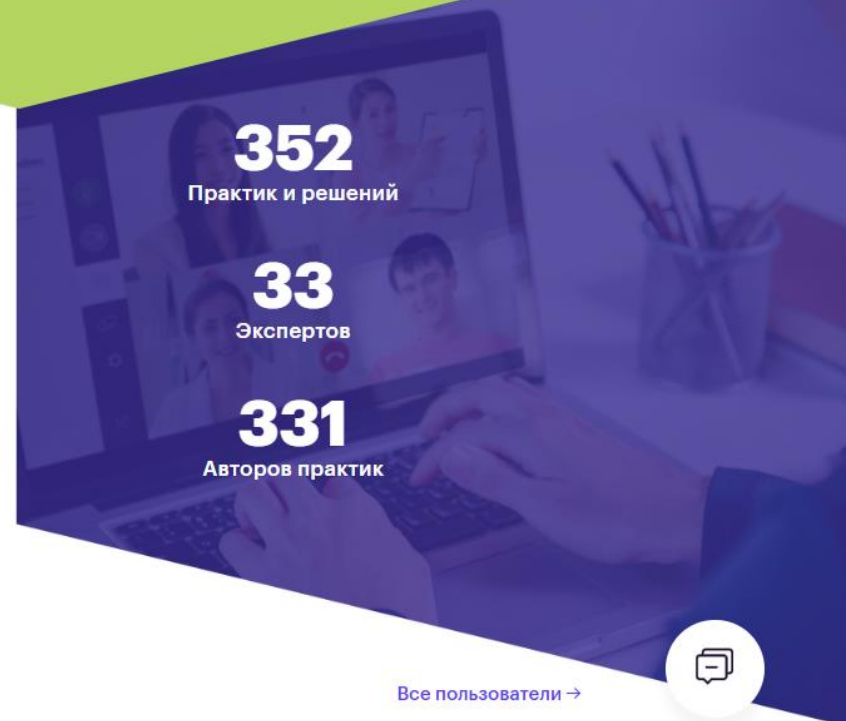 352
Практик и решений
33
Экспертов
331
Авторов практик
Все пользователи →